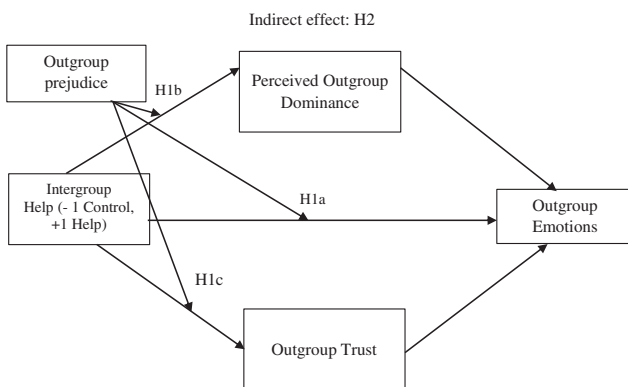 Indirect effect: H2
Outgroup
prejudice
H1b
Perceived Outgroup
Dominance
Intergroup
Help (- 1 Control,
+1 Help)
H1a
Outgroup
Emotions
H1c
Outgroup Trust